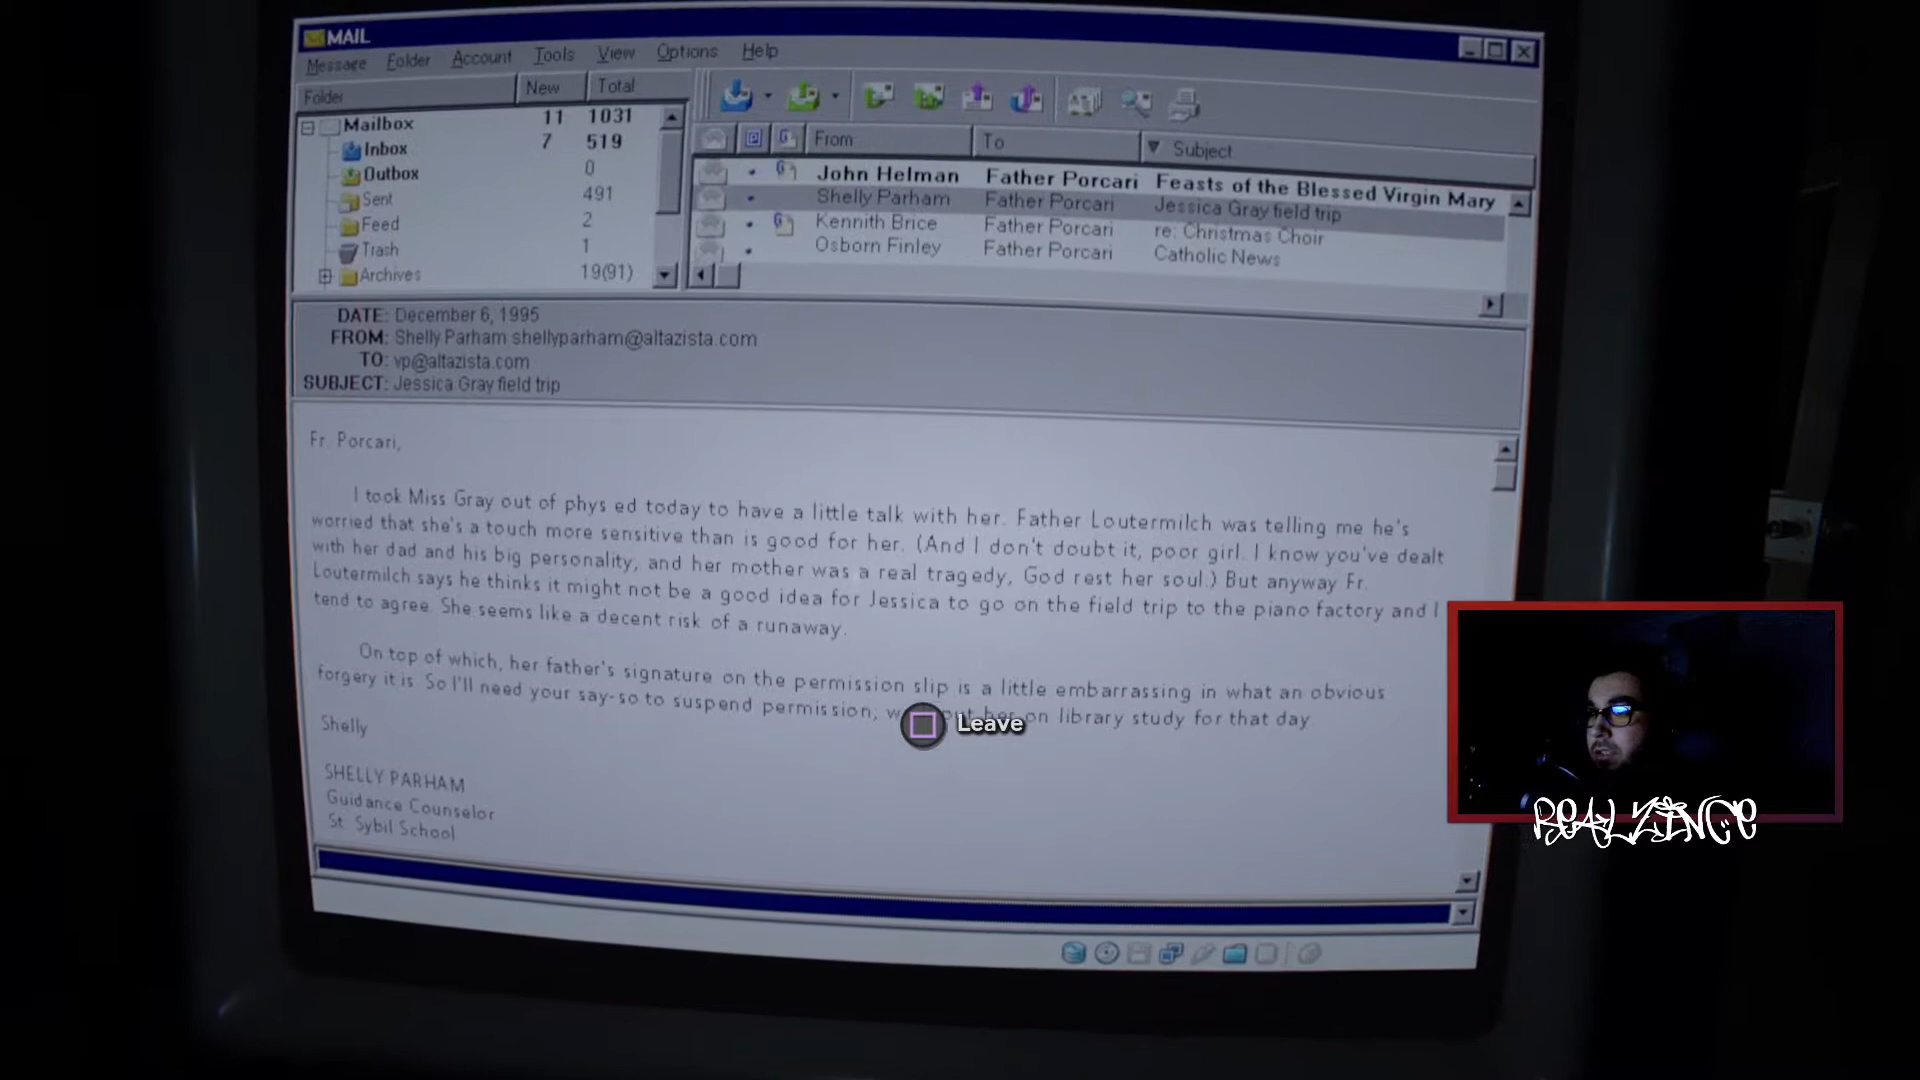 MAIL
Message Folder Account Tools View Options Help
Folder New Total
Mailbox 11 1031
Inbox 7 519
Outbox 0
Sent 491
Feed 2
Trash 1
Archives 19(91)
From To Subject
John Helman Father Porcari Feasts of the Blessed Virgin Mary
Shelly Parham Father Porcari Jessica Gray field trip
Kennith Brice Father Porcari re: Christmas Choir
Osborn Finley Father Porcari Catholic News
DATE: December 6, 1995
FROM: Shelly Parham shellyparham@altazista.com
TO: vp@altazista.com
SUBJECT: Jessica Gray field trip
Fr. Porcari,
I took Miss Gray out of phys ed today to have a little talk with her. Father Loutermilch was telling me he's
worried that she's a touch more sensitive than is good for her. (And I don't doubt it, poor girl. I know you've dealt
with her dad and his big personality, and her mother was a real tragedy, God rest her soul.) But anyway Fr.
Loutermilch says he thinks it might not be a good idea for Jessica to go on the field trip to the piano factory and I
tend to agree. She seems like a decent risk of a runaway.
On top of which, her father's signature on the permission slip is a little embarrassing in what an obvious
forgery it is. So I'll need your say-so to suspend permission; her on library study for that day
Leave
Shelly
SHELLY PARHAM
Guidance Counselor
St. Sybil School
REALZINCE